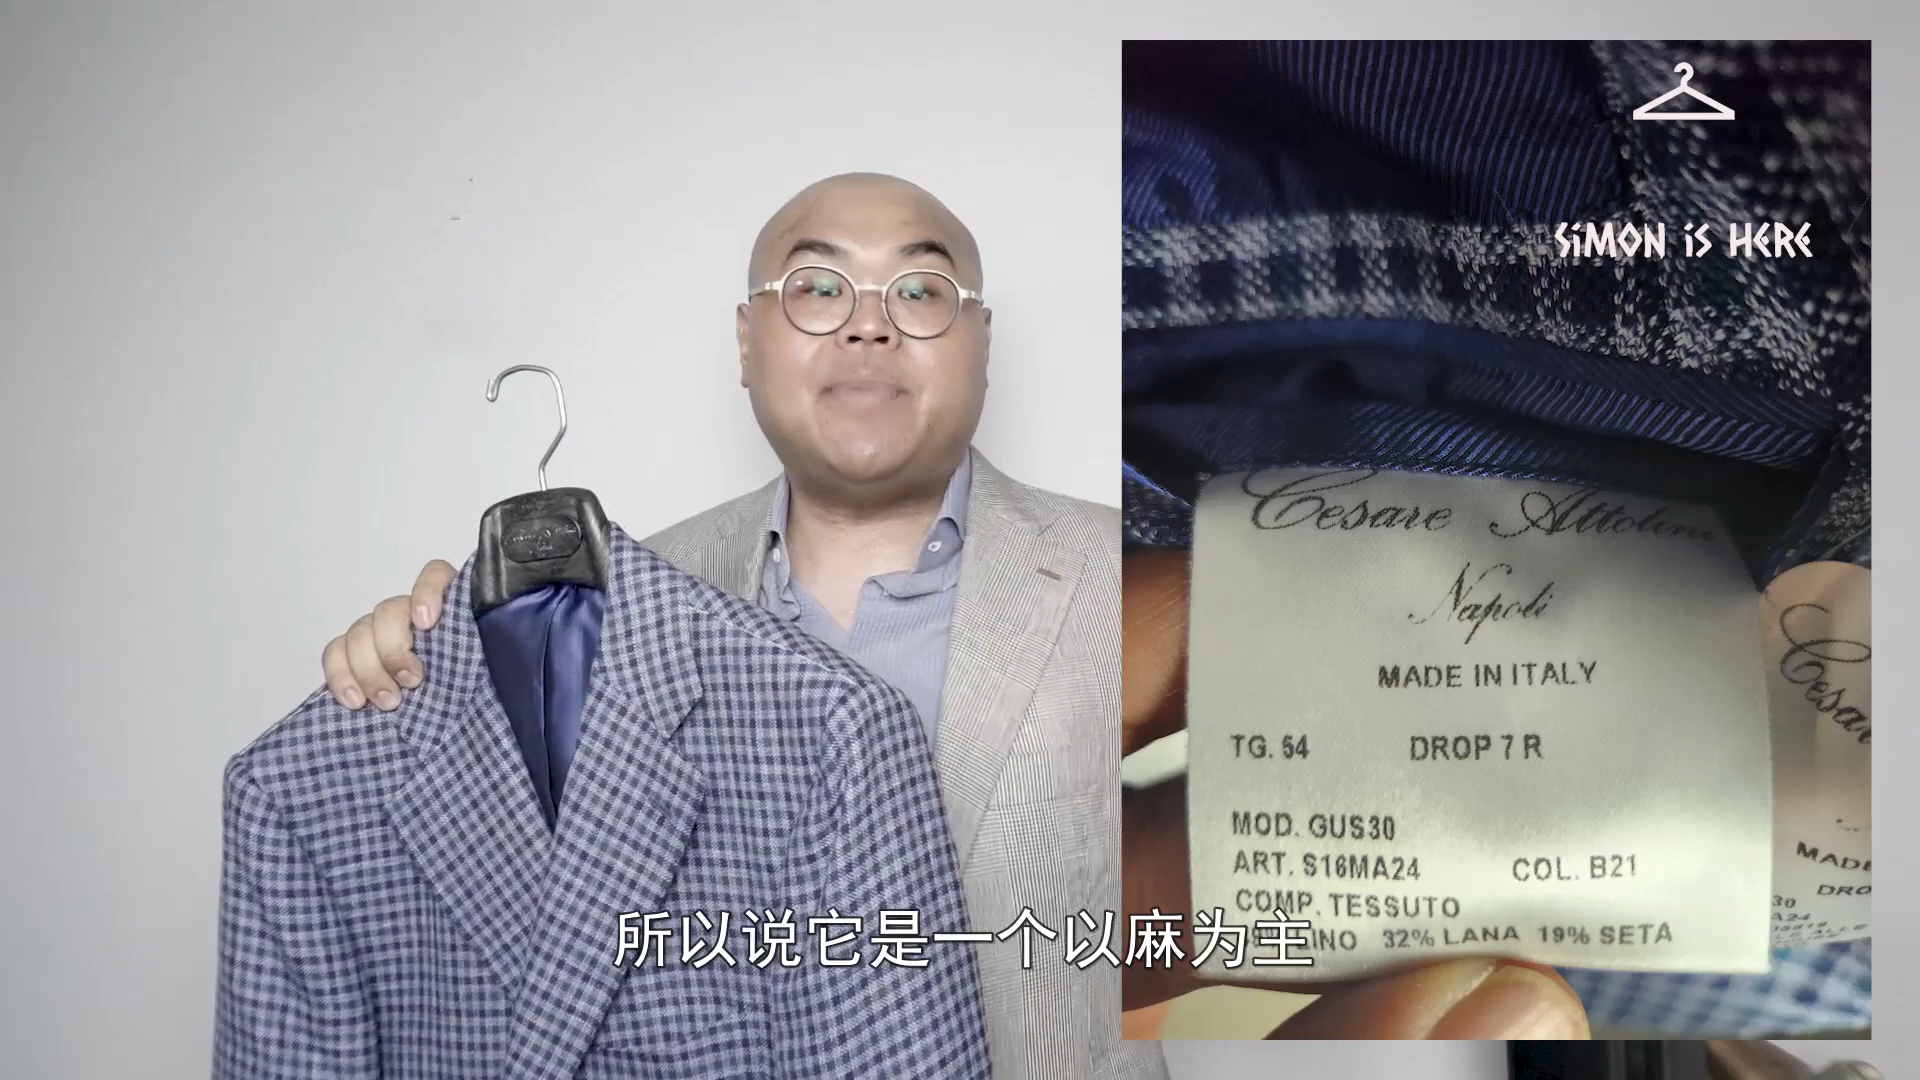 SiMON iS HERE
Cesare Attolini
Napoli
MADE IN ITALY
TG. 54 DROP 7 R
MOD. GUS30
ART. S16MA24 COL. B21
COMP. TESSUTO
LINO 32% LANA 19% SETA
所以说它是一个以麻为主